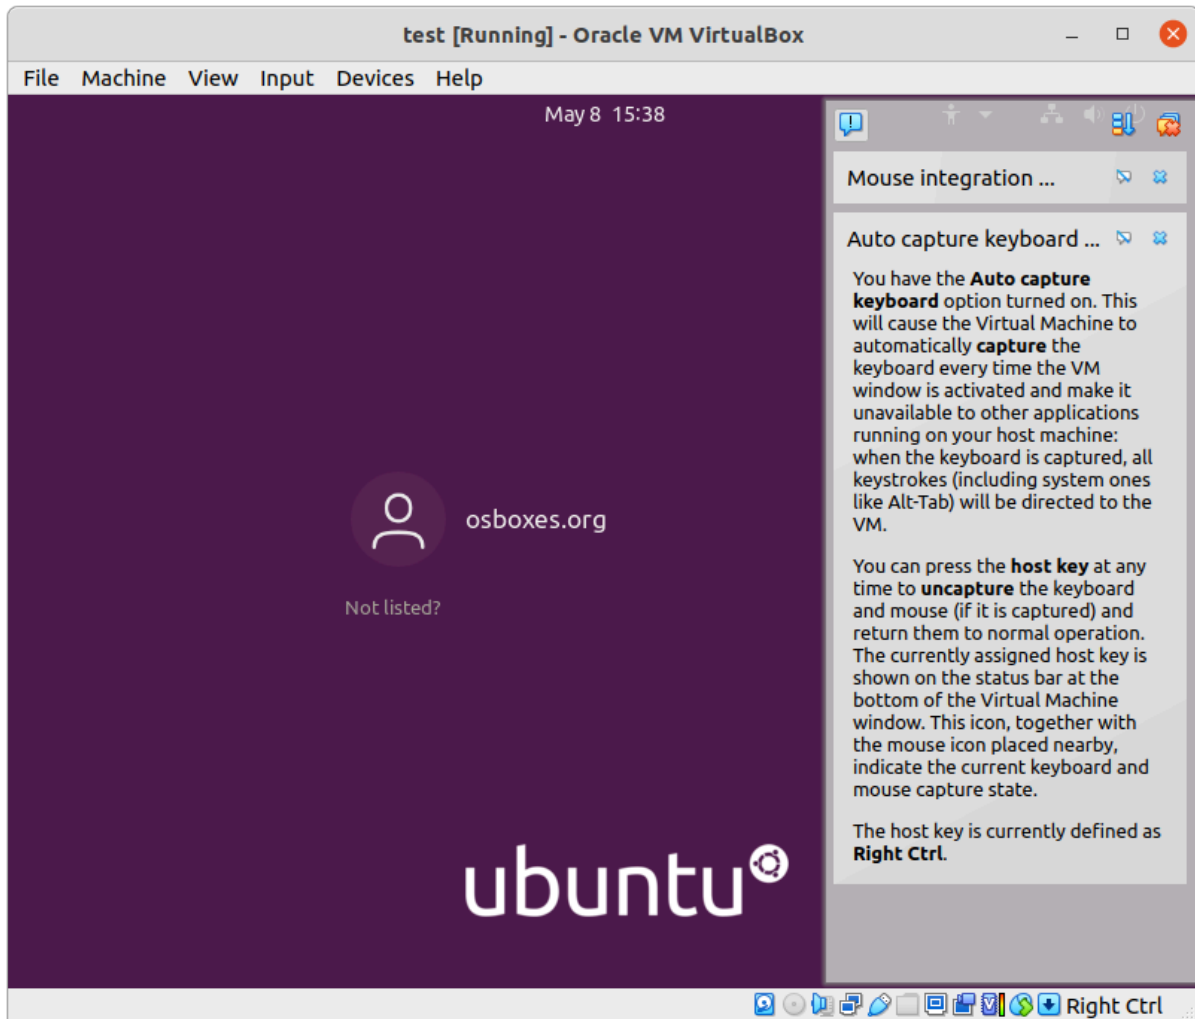 test [Running] - Oracle VM VirtualBox
File Machine View Input Devices Help
May 8 15:38
Mouse integration ...
Auto capture keyboard ...
You have the Auto capture
keyboard option turned on. This
will cause the Virtual Machine to
automatically capture the
keyboard every time the VM
window is activated and make it
unavailable to other applications
running on your host machine:
when the keyboard is captured, all
keystrokes (including system ones
like Alt-Tab) will be directed to the
VM.
You can press the host key at any
time to uncapture the keyboard
and mouse (if it is captured) and
return them to normal operation.
The currently assigned host key is
shown on the status bar at the
bottom of the Virtual Machine
window. This icon, together with
the mouse icon placed nearby,
indicate the current keyboard and
mouse capture state.
The host key is currently defined as
Right Ctrl.
osboxes.org
Not listed?
ubuntu
Right Ctrl